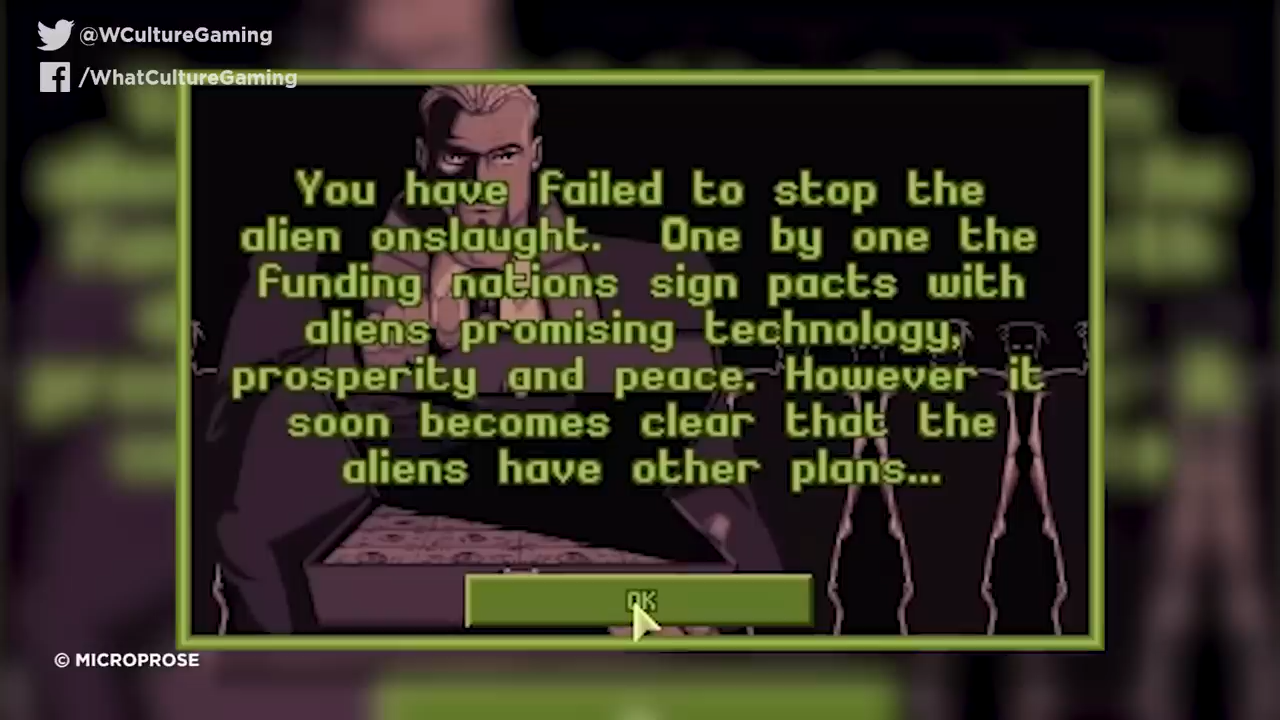 @WCultureGaming
/WhatCultureGaming
You have failed to stop the
alien onslaught. One by one the
funding nations sign pacts with
aliens promising technology,
prosperity and peace. However it
soon becomes clear that the
aliens have other plans...
OK
© MICROPROSE